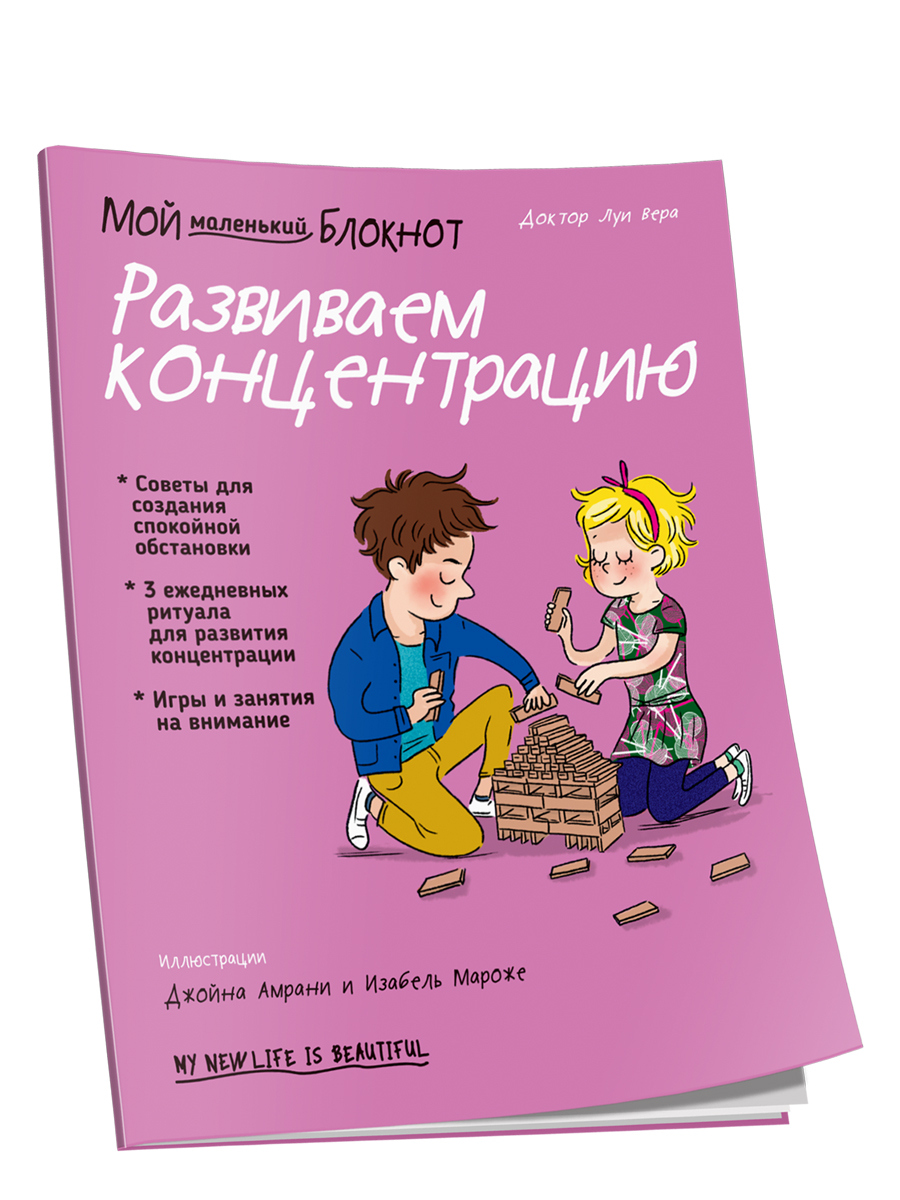 Мой маленький Блокнот
Доктор Луи Вера
Развиваем
концентрацию
* Советы для
создания
спокойной
обстановки
* 3 ежедневных
ритуала
для развития
концентрации
* Игры и занятия
на внимание
Иллюстрации
Джойна Амрани и Изабель Мароже
MY NEW LIFE IS BEAUTIFUL